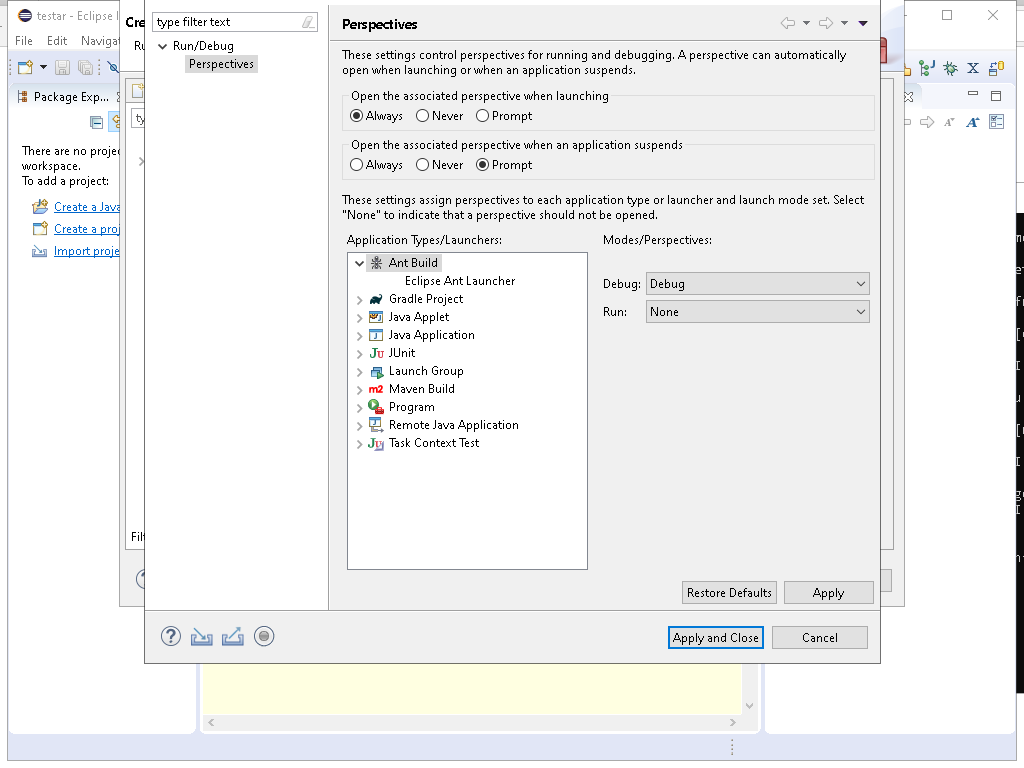 testar - Eclipse I
File Edit Naviga
Package Exp...
There are no proje
workspace.
To add a project:
Create a Java
Create a proj
Import proje
Cre
Ru
ty
Filt
type filter text
Run/Debug
Perspectives
Perspectives
These settings control perspectives for running and debugging. A perspective can automatically
open when launching or when an application suspends.
Open the associated perspective when launching
Always Never Prompt
Open the associated perspective when an application suspends
Always Never Prompt
These settings assign perspectives to each application type or launcher and launch mode set. Select
"None" to indicate that a perspective should not be opened.
Application Types/Launchers:
Ant Build
Eclipse Ant Launcher
Gradle Project
Java Applet
Java Application
JUnit
Launch Group
Maven Build
Program
Remote Java Application
Task Context Test
Modes/Perspectives:
Debug: Debug
Run: None
Restore Defaults Apply
Apply and Close Cancel